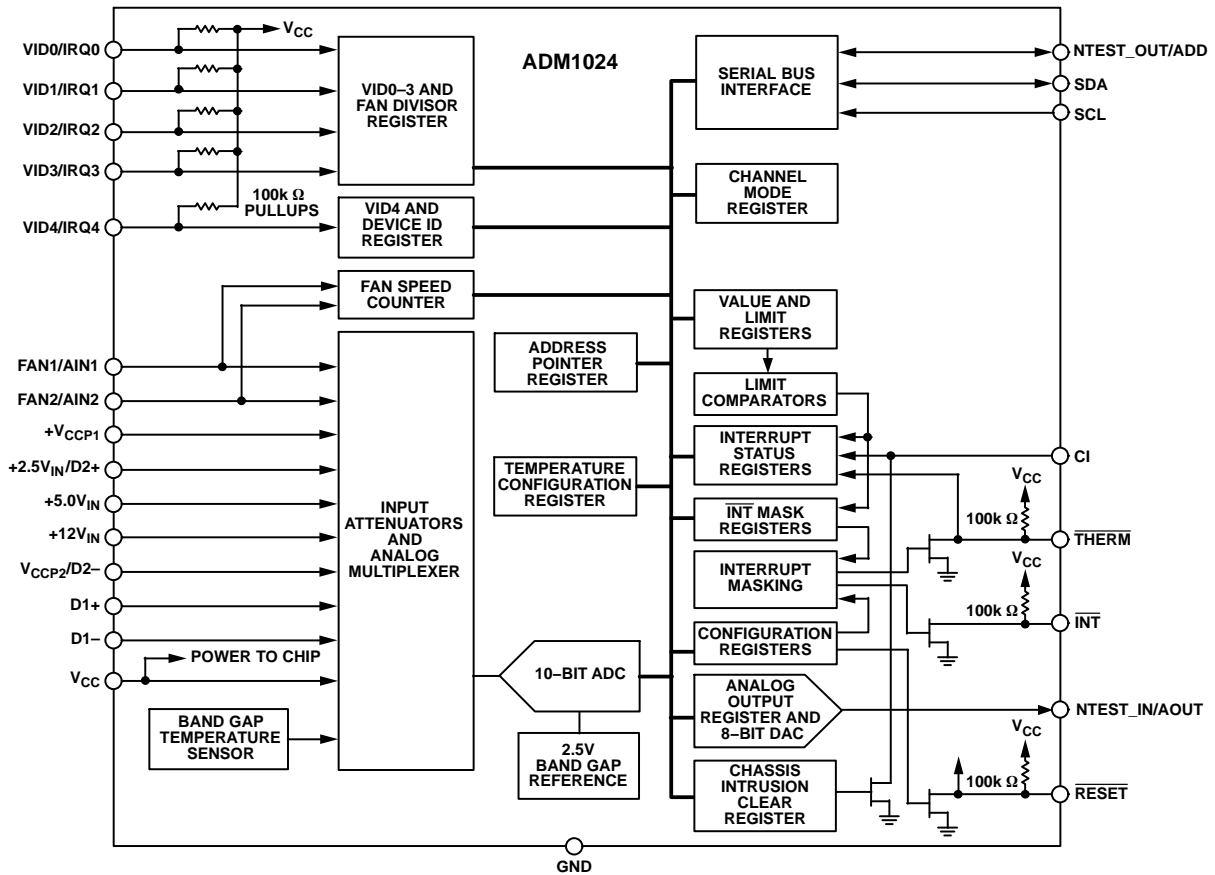 ADM1024
VID0/IRQ0
VID1/IRQ1
VID2/IRQ2
VID3/IRQ3
VID4/IRQ4
VCC
100k Ω
PULLUPS
VID0–3 AND
FAN DIVISOR
REGISTER
VID4 AND
DEVICE ID
REGISTER
FAN SPEED
COUNTER
FAN1/AIN1
FAN2/AIN2
+VCCP1
+2.5VIN/D2+
+5.0VIN
+12VIN
VCCP2/D2–
D1+
D1–
VCC
POWER TO CHIP
INPUT
ATTENUATORS
AND
ANALOG
MULTIPLEXER
BAND GAP
TEMPERATURE
SENSOR
ADDRESS
POINTER
REGISTER
TEMPERATURE
CONFIGURATION
REGISTER
10–BIT ADC
2.5V
BAND GAP
REFERENCE
SERIAL BUS
INTERFACE
CHANNEL
MODE
REGISTER
VALUE AND
LIMIT
REGISTERS
LIMIT
COMPARATORS
INTERRUPT
STATUS
REGISTERS
INT MASK
REGISTERS
INTERRUPT
MASKING
CONFIGURATION
REGISTERS
ANALOG
OUTPUT
REGISTER AND
8–BIT DAC
CHASSIS
INTRUSION
CLEAR
REGISTER
NTEST_OUT/ADD
SDA
SCL
CI
VCC
100k Ω
THERM
VCC
100k Ω
INT
NTEST_IN/AOUT
VCC
100k Ω
RESET
GND